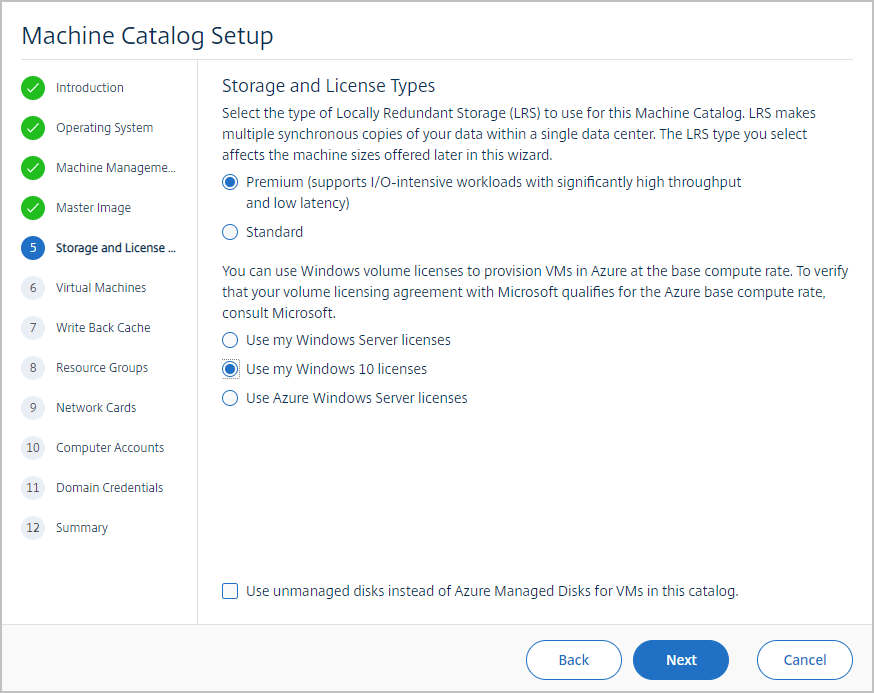 Machine Catalog Setup
Introduction
Operating System
Machine Manageme...
Master Image
5 Storage and License ...
6 Virtual Machines
7 Write Back Cache
8 Resource Groups
9 Network Cards
10 Computer Accounts
11 Domain Credentials
12 Summary
Storage and License Types
Select the type of Locally Redundant Storage (LRS) to use for this Machine Catalog. LRS makes
multiple synchronous copies of your data within a single data center. The LRS type you select
affects the machine sizes offered later in this wizard.
Premium (supports I/O-intensive workloads with significantly high throughput
and low latency)
Standard
You can use Windows volume licenses to provision VMs in Azure at the base compute rate. To verify
that your volume licensing agreement with Microsoft qualifies for the Azure base compute rate,
consult Microsoft.
Use my Windows Server licenses
Use my Windows 10 licenses
Use Azure Windows Server licenses
Use unmanaged disks instead of Azure Managed Disks for VMs in this catalog.
Back Next Cancel